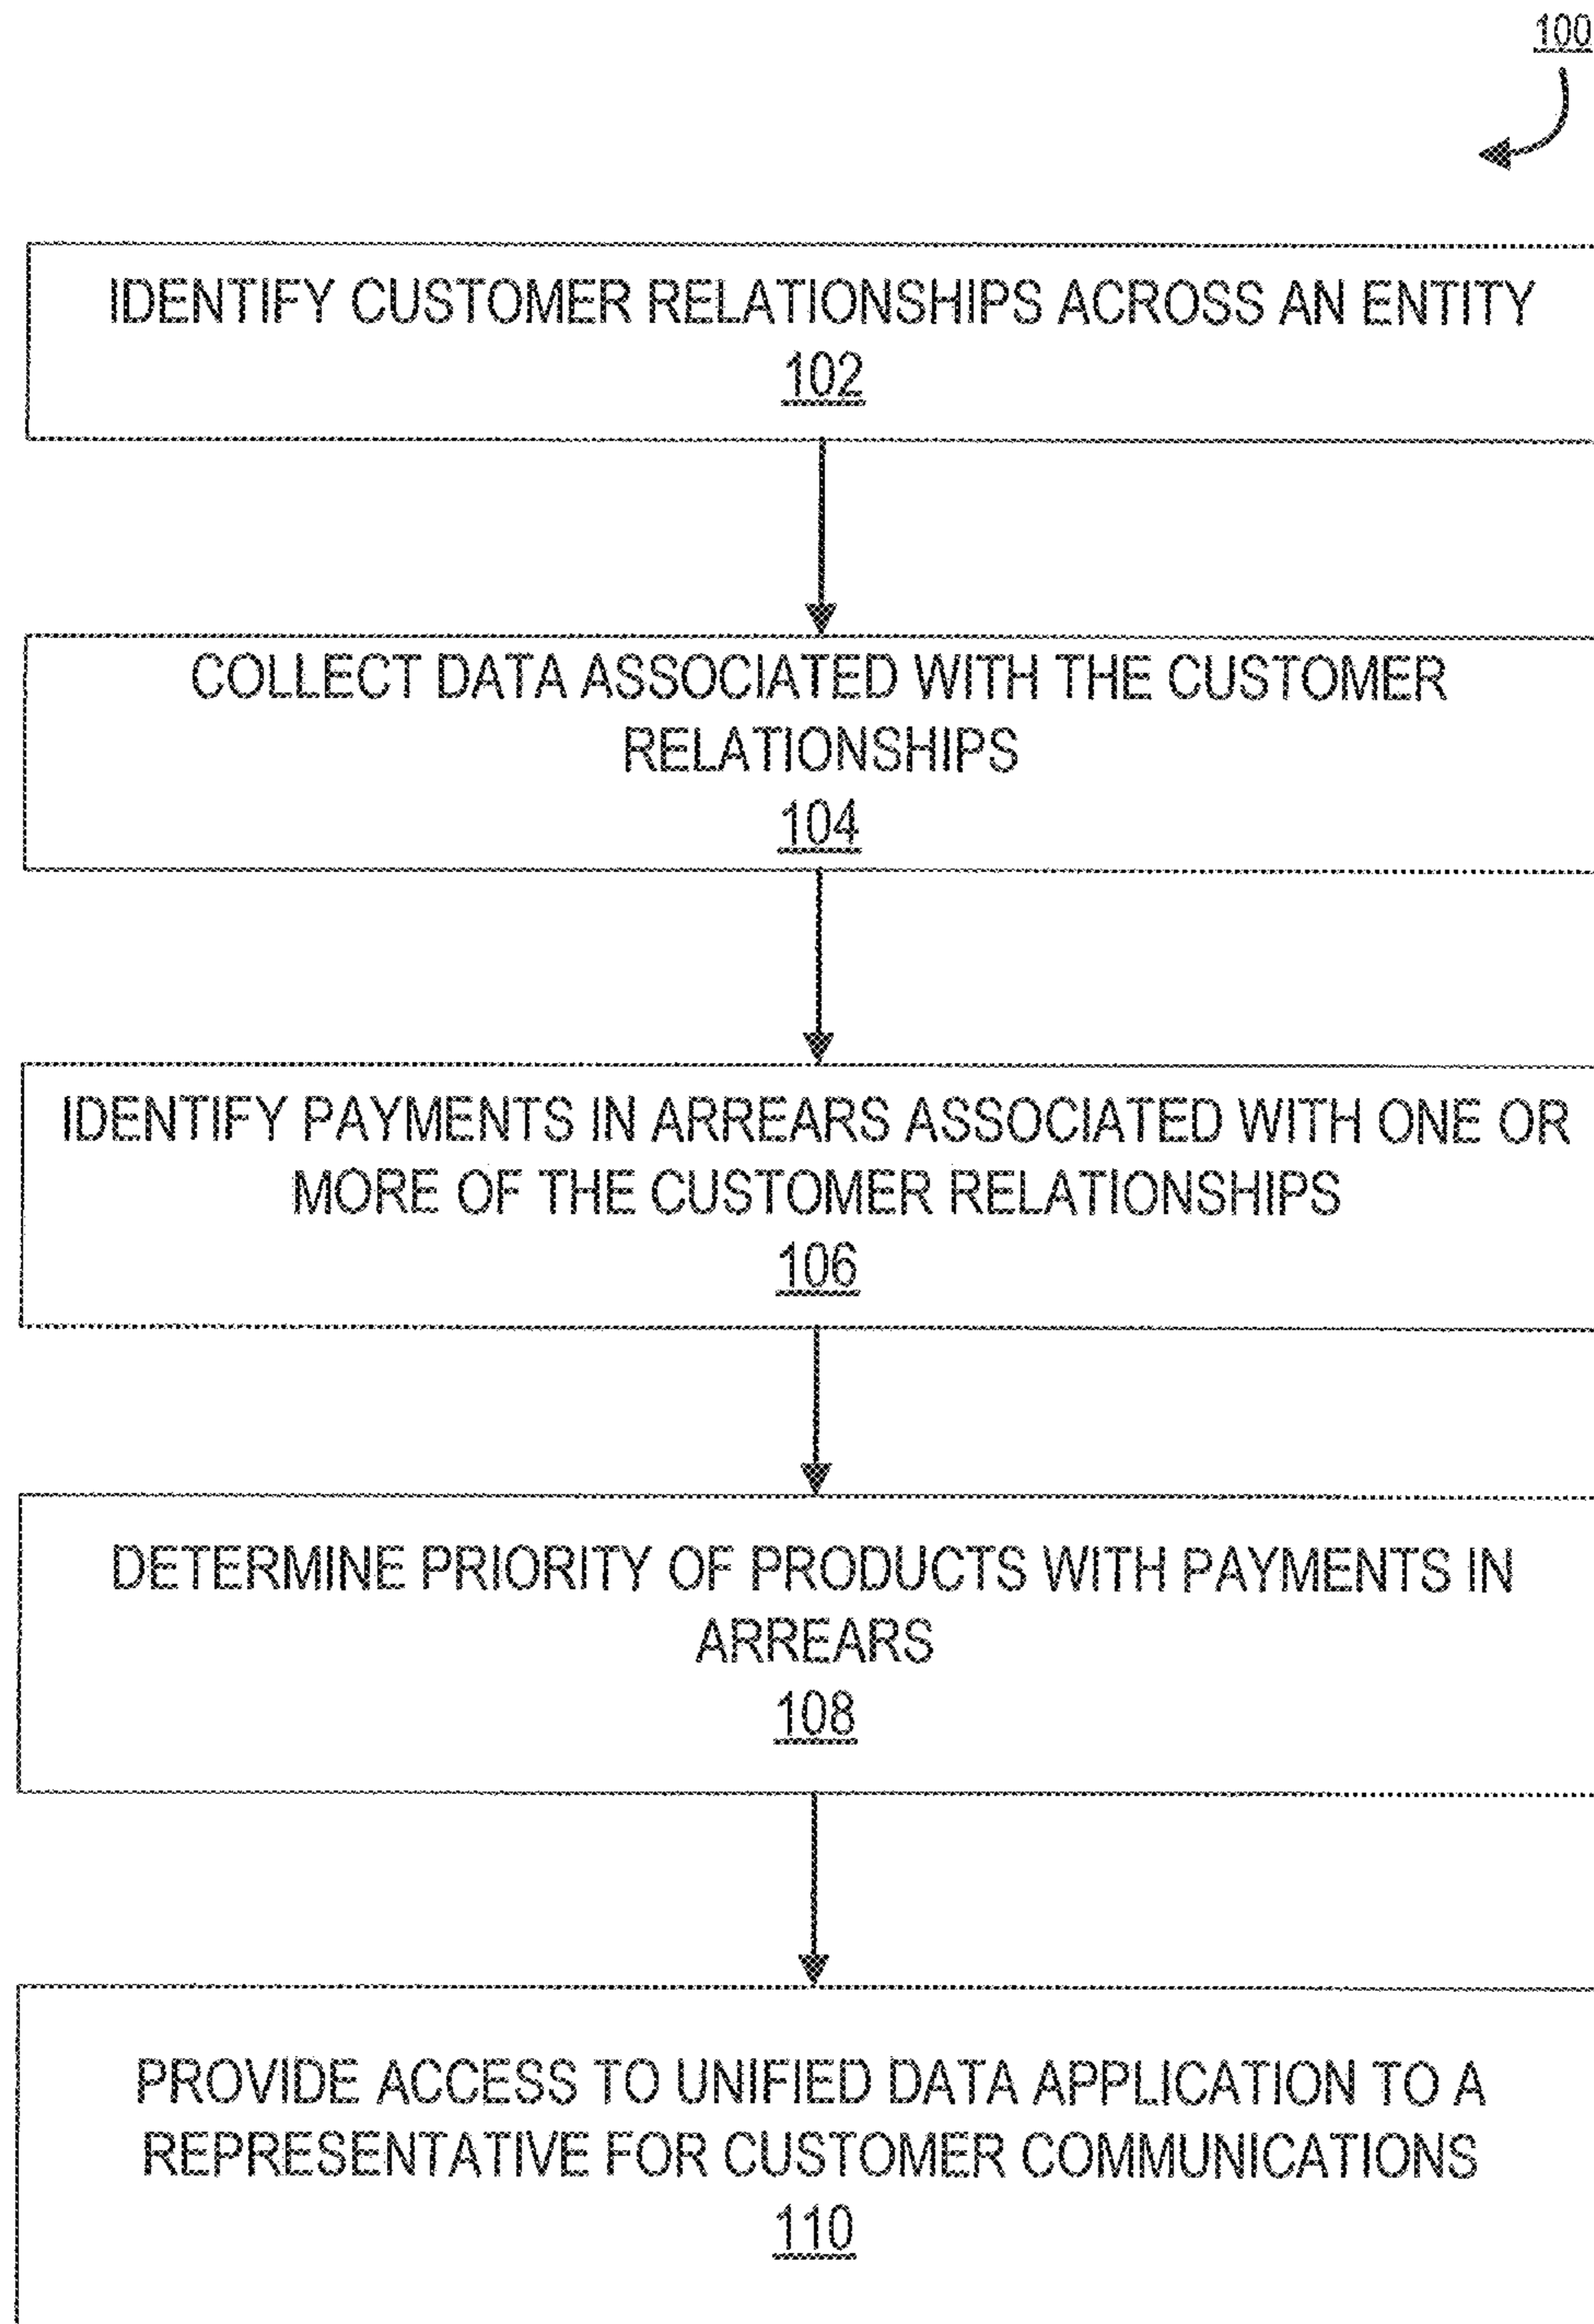 100
IDENTIFY CUSTOMER RELATIONSHIPS ACROSS AN ENTITY
102
COLLECT DATA ASSOCIATED WITH THE CUSTOMER
RELATIONSHIPS
104
IDENTIFY PAYMENTS IN ARREARS ASSOCIATED WITH ONE OR
MORE OF THE CUSTOMER RELATIONSHIPS
106
DETERMINE PRIORITY OF PRODUCTS WITH PAYMENTS IN
ARREARS
108
PROVIDE ACCESS TO UNIFIED DATA APPLICATION TO A
REPRESENTATIVE FOR CUSTOMER COMMUNICATIONS
110